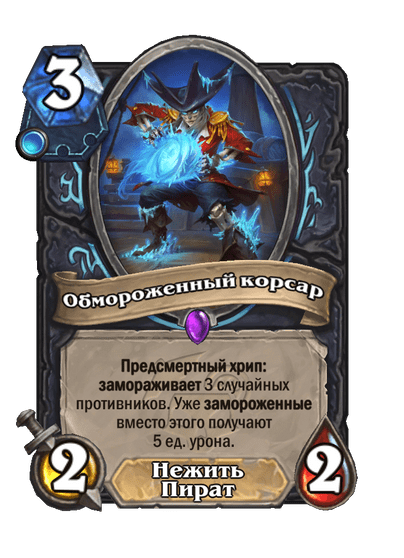 3
Обмороженный корсар
Предсмертный хрип:
замораживает 3 случайных
противников. Уже замороженные
вместо этого получают
5 ед. урона.
2
Нежить
Пират
2